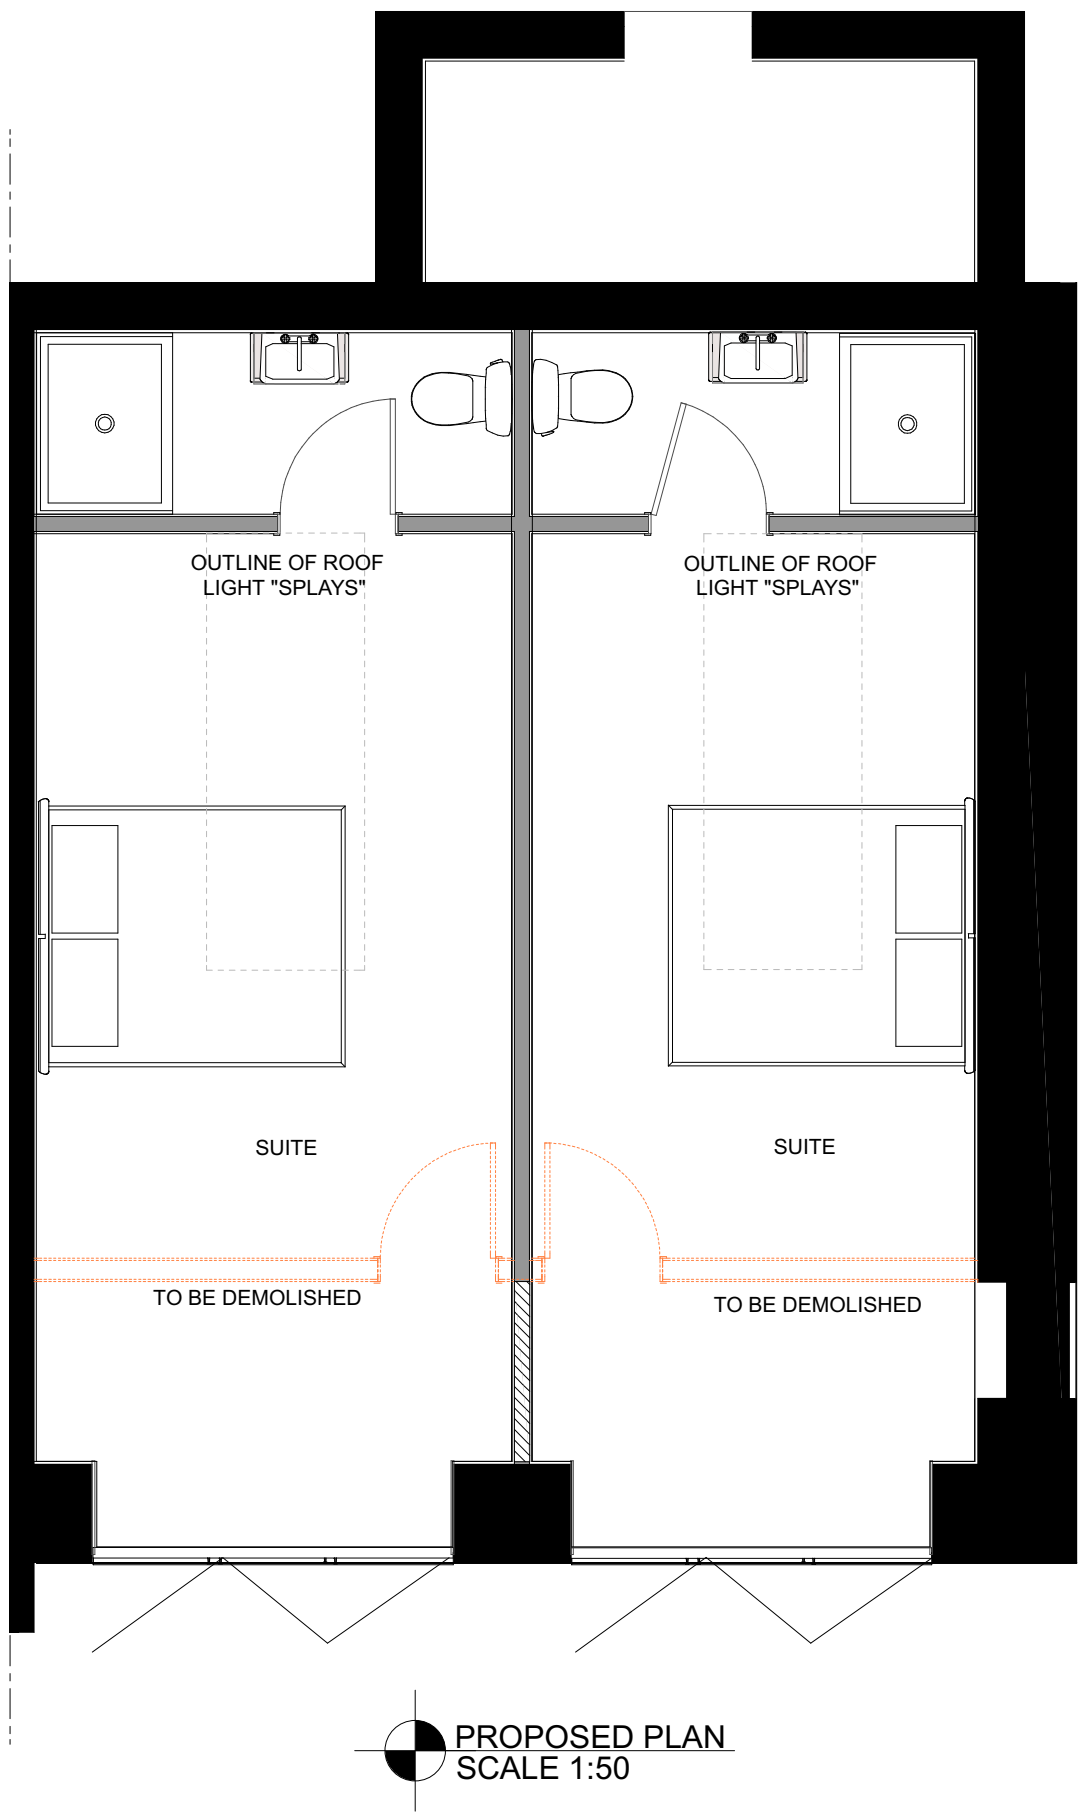 OUTLINE OF ROOF
LIGHT "SPLAYS"
OUTLINE OF ROOF
LIGHT "SPLAYS"
SUITE
SUITE
TO BE DEMOLISHED
TO BE DEMOLISHED
PROPOSED PLAN
SCALE 1:50